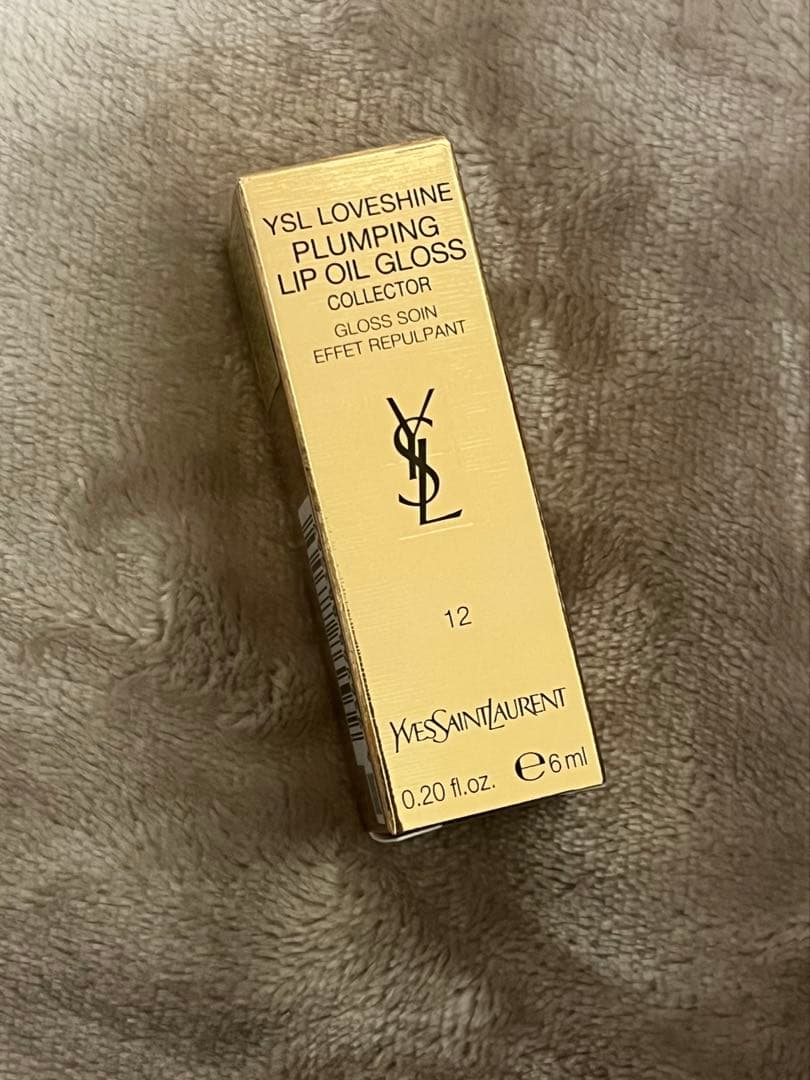 YSL LOVESHINE
PLUMPING
LIP OIL GLOSS
COLLECTOR
GLOSS SOIN
EFFET REPULPANT
YSL
12
YVESSAINTLAURENT
0.20 fl.oz. ℮6 ml